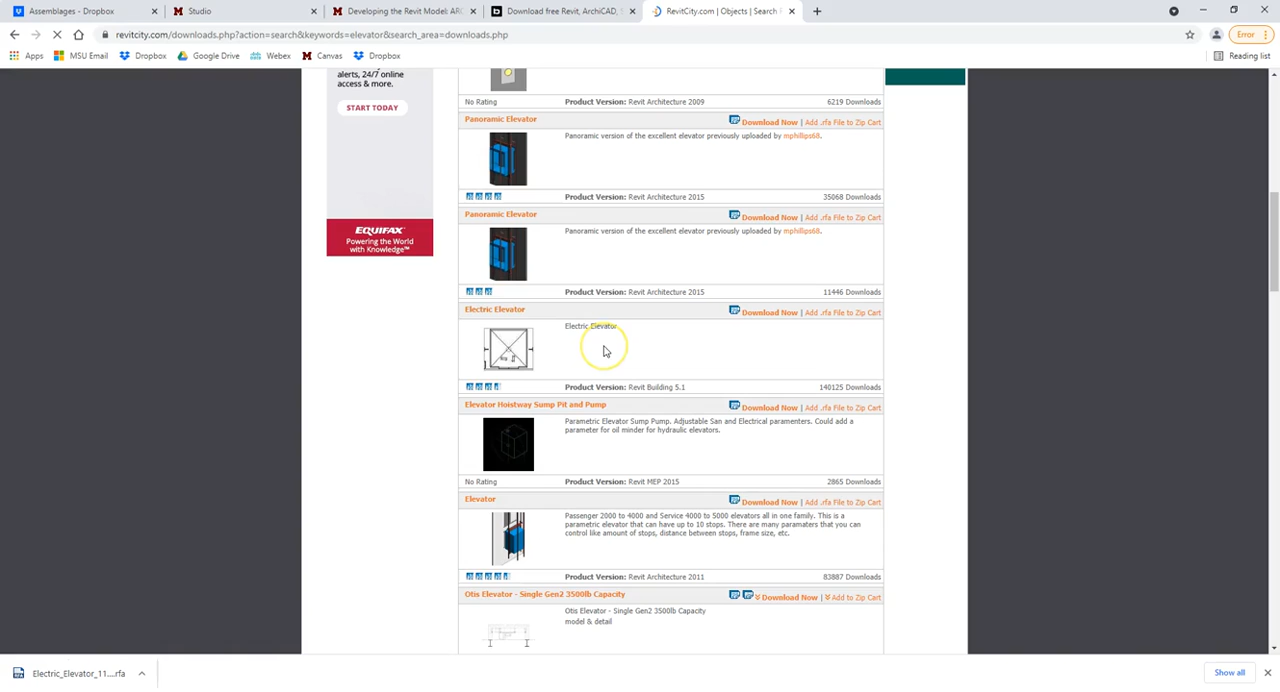 Assemblages - Dropbox
Studio
Developing the Revit Model: ARC
Download free Revit, ArchiCAD, S
RevitCity.com | Objects | Search R
revitcity.com/downloads.php?action=search&keywords=elevator&search_area=downloads.php
Error
Apps
MSU Email
Dropbox
Google Drive
Webex
Canvas
Dropbox
Reading list
alerts, 24/7 online
access & more.
START TODAY
EQUIFAX
Powering the World
with Knowledge™
No Rating
Product Version: Revit Architecture 2009
6219 Downloads
Panoramic Elevator
Download Now | Add .rfa File to Zip Cart
Panoramic version of the excellent elevator previously uploaded by mphillips68.
Product Version: Revit Architecture 2015
35068 Downloads
Panoramic Elevator
Download Now | Add .rfa File to Zip Cart
Panoramic version of the excellent elevator previously uploaded by mphillips68.
Product Version: Revit Architecture 2015
11446 Downloads
Electric Elevator
Download Now | Add .rfa File to Zip Cart
Electric Elevator
Product Version: Revit Building 5.1
140125 Downloads
Elevator Hoistway Sump Pit and Pump
Download Now | Add .rfa File to Zip Cart
Parametric Elevator Sump Pump. Adjustable San and Electrical paramenters. Could add a
parameter for oil minder for hydraulic elevators.
No Rating
Product Version: Revit MEP 2015
2865 Downloads
Elevator
Download Now | Add .rfa File to Zip Cart
Passenger 2000 to 4000 and Service 4000 to 5000 elevators all in one family. This is a
parametric elevator that can have up to 10 stops. There are many paramaters that you can
control like amount of stops, distance between stops, frame size, etc.
Product Version: Revit Architecture 2011
83887 Downloads
Otis Elevator - Single Gen2 3500lb Capacity
Download Now | Add to Zip Cart
Otis Elevator - Single Gen2 3500lb Capacity
model & detail
Electric_Elevator_11....rfa
Show all